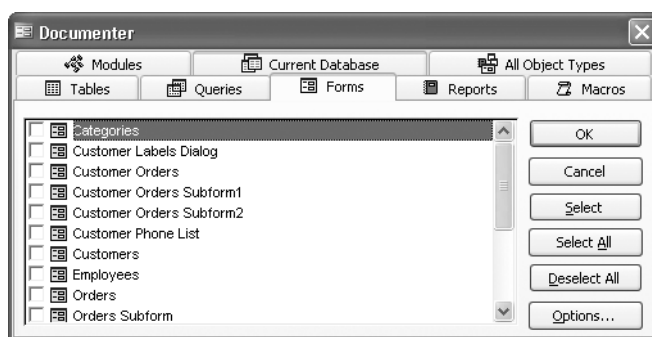 Documenter
Modules Current Database All Object Types
Tables Queries Forms Reports Macros
Categories
Customer Labels Dialog
Customer Orders
Customer Orders Subform1
Customer Orders Subform2
Customer Phone List
Customers
Employees
Orders
Orders Subform
OK
Cancel
Select
Select All
Deselect All
Options...